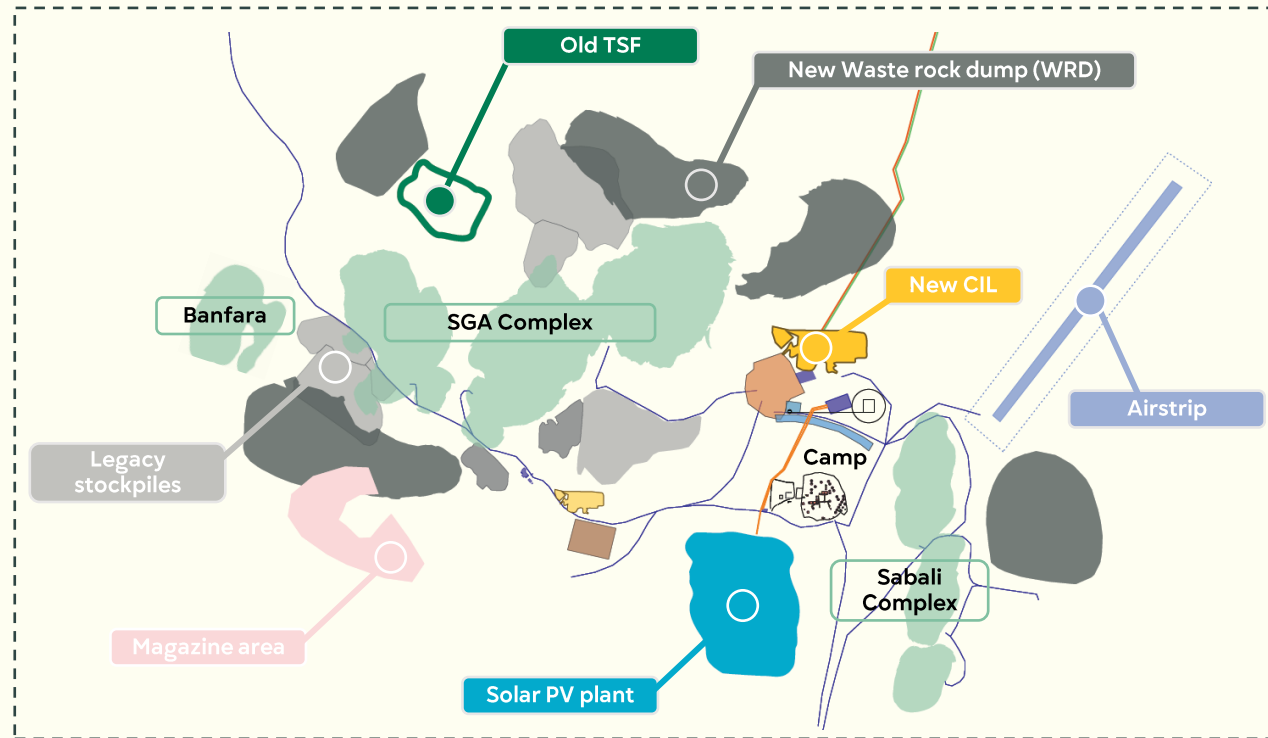 Old TSF
New Waste rock dump (WRD)
New CIL
Banfara
SGA Complex
Airstrip
Legacy
stockpiles
Camp
Sabali
Complex
Magazine area
Solar PV plant